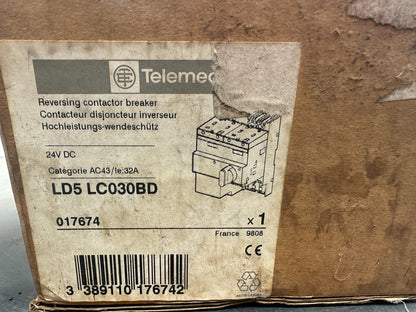 Telemec
Reversing contactor breaker
Contacteur disjoncteur inverseur
Hochleistungs-wendeschütz
24V DC
Catégorie AC43/Ie:32A
LD5 LC030BD
017674
x 1
France 9808
CE
3 389110 176742